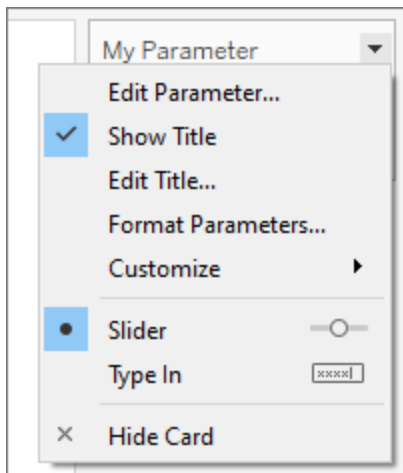 My Parameter
Edit Parameter...
Show Title
Edit Title...
Format Parameters...
Customize
Slider
Type In
xxxx
Hide Card